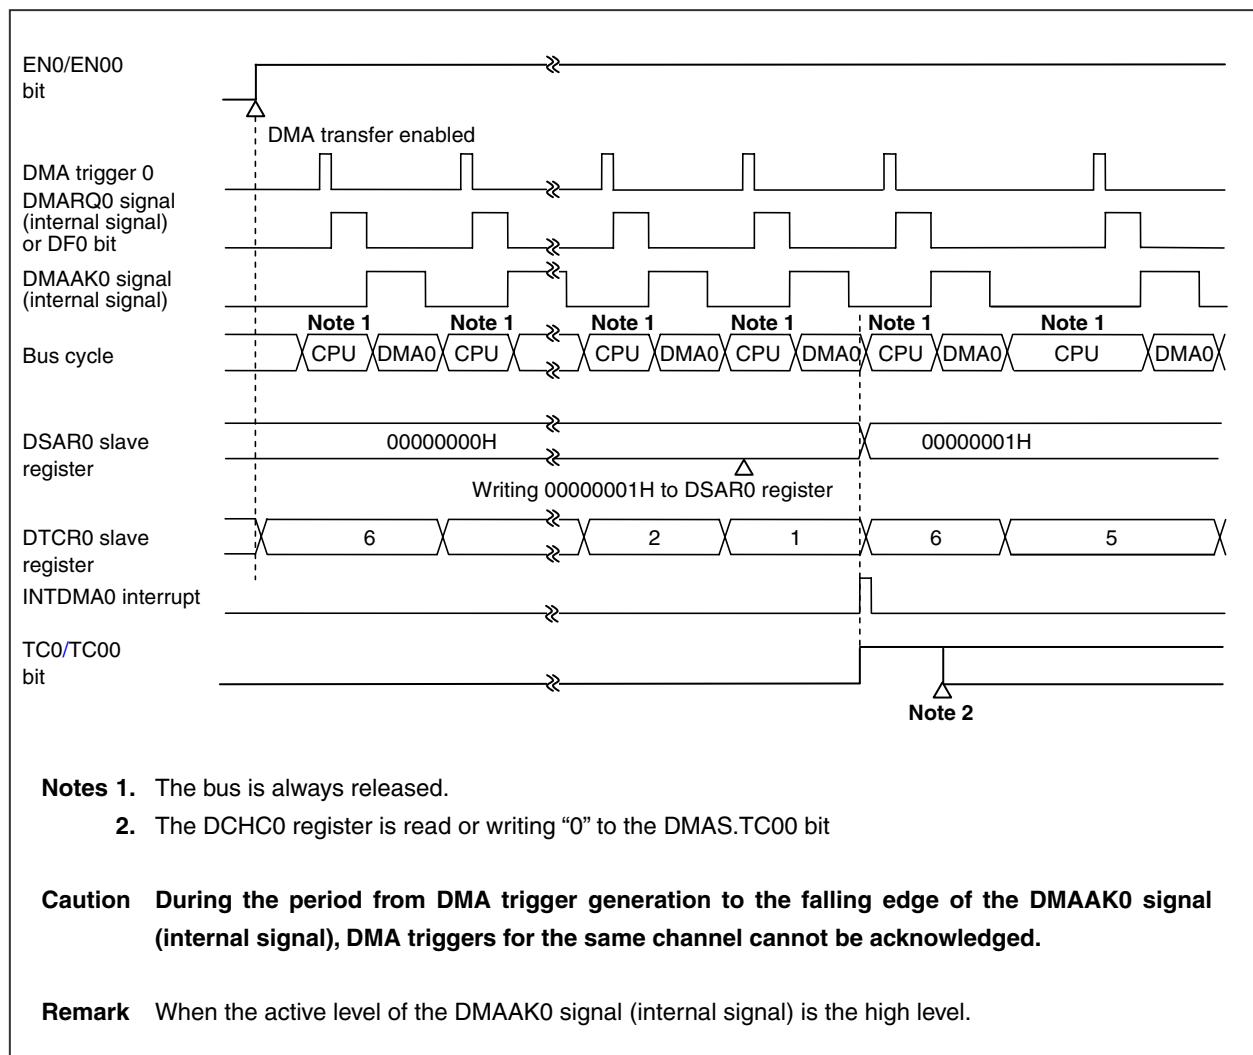 EN0/EN00
bit
DMA transfer enabled
DMA trigger 0
DMARQ0 signal
(internal signal)
or DF0 bit
DMAAK0 signal
(internal signal)
Note 1 Note 1 Note 1 Note 1 Note 1 Note 1
Bus cycle CPU DMA0 CPU CPU DMA0 CPU DMA0 CPU DMA0 CPU DMA0
DSAR0 slave
register
00000000H 00000001H
Writing 00000001H to DSAR0 register
DTCR0 slave
register
6 2 1 6 5
INTDMA0 interrupt
TC0/TC00
bit
Note 2
Notes 1. The bus is always released.
2. The DCHC0 register is read or writing “0” to the DMAS.TC00 bit
Caution During the period from DMA trigger generation to the falling edge of the DMAAK0 signal
(internal signal), DMA triggers for the same channel cannot be acknowledged.
Remark When the active level of the DMAAK0 signal (internal signal) is the high level.